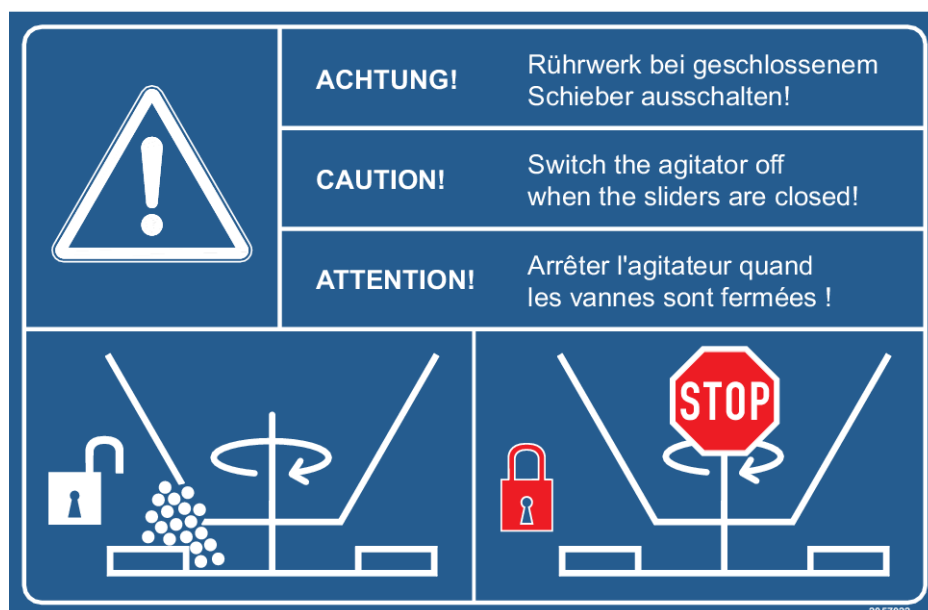 ACHTUNG!
Rührwerk bei geschlossenem
Schieber ausschalten!
CAUTION!
Switch the agitator off
when the sliders are closed!
ATTENTION!
Arrêter l'agitateur quand
les vannes sont fermées !
STOP